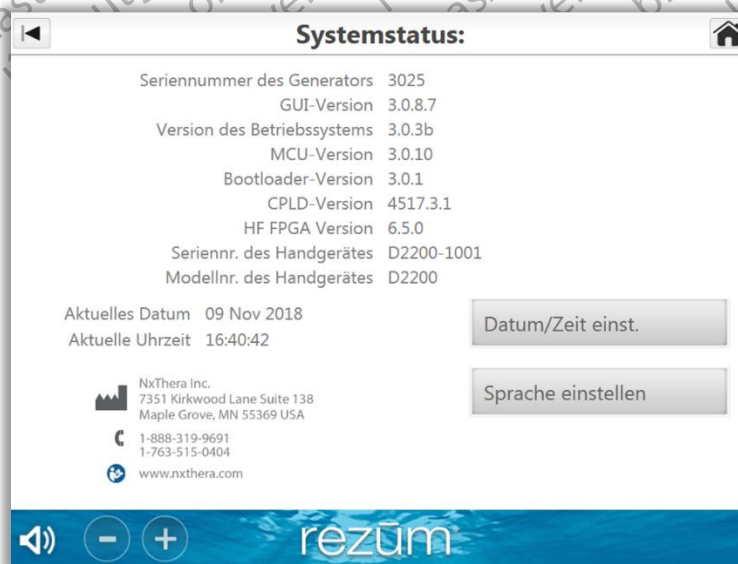 Systemstatus:
Seriennummer des Generators 3025
GUI-Version 3.0.8.7
Version des Betriebssystems 3.0.3b
MCU-Version 3.0.10
Bootloader-Version 3.0.1
CPLD-Version 4517.3.1
HF FPGA Version 6.5.0
Seriennr. des Handgerätes D2200-1001
Modellnr. des Handgerätes D2200
Aktuelles Datum 09 Nov 2018
Aktuelle Uhrzeit 16:40:42
Datum/Zeit einst.
Sprache einstellen
NxThera Inc.
7351 Kirkwood Lane Suite 138
Maple Grove, MN 55369 USA
1-888-319-9691
1-763-515-0404
www.nxthera.com
rezūm